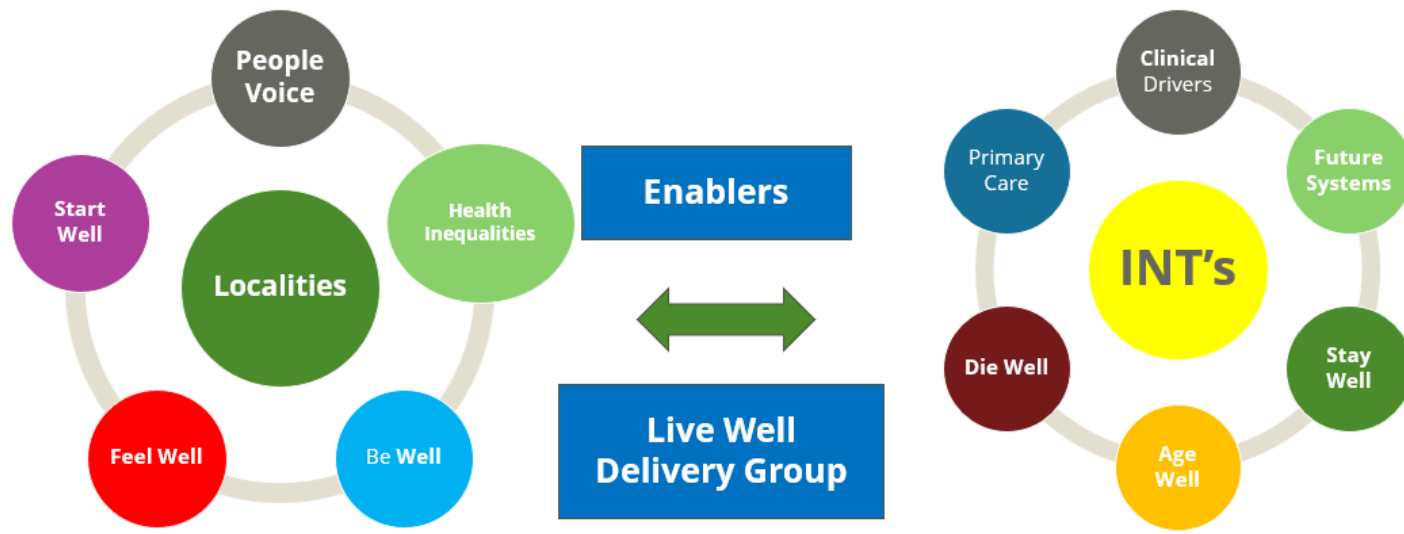 People
Voice
Start
Well
Health
Inequalities
Localities
Feel Well
Be Well
Enablers
Live Well
Delivery Group
Clinical
Drivers
Primary
Care
Future
Systems
INT’s
Die Well
Stay
Well
Age
Well